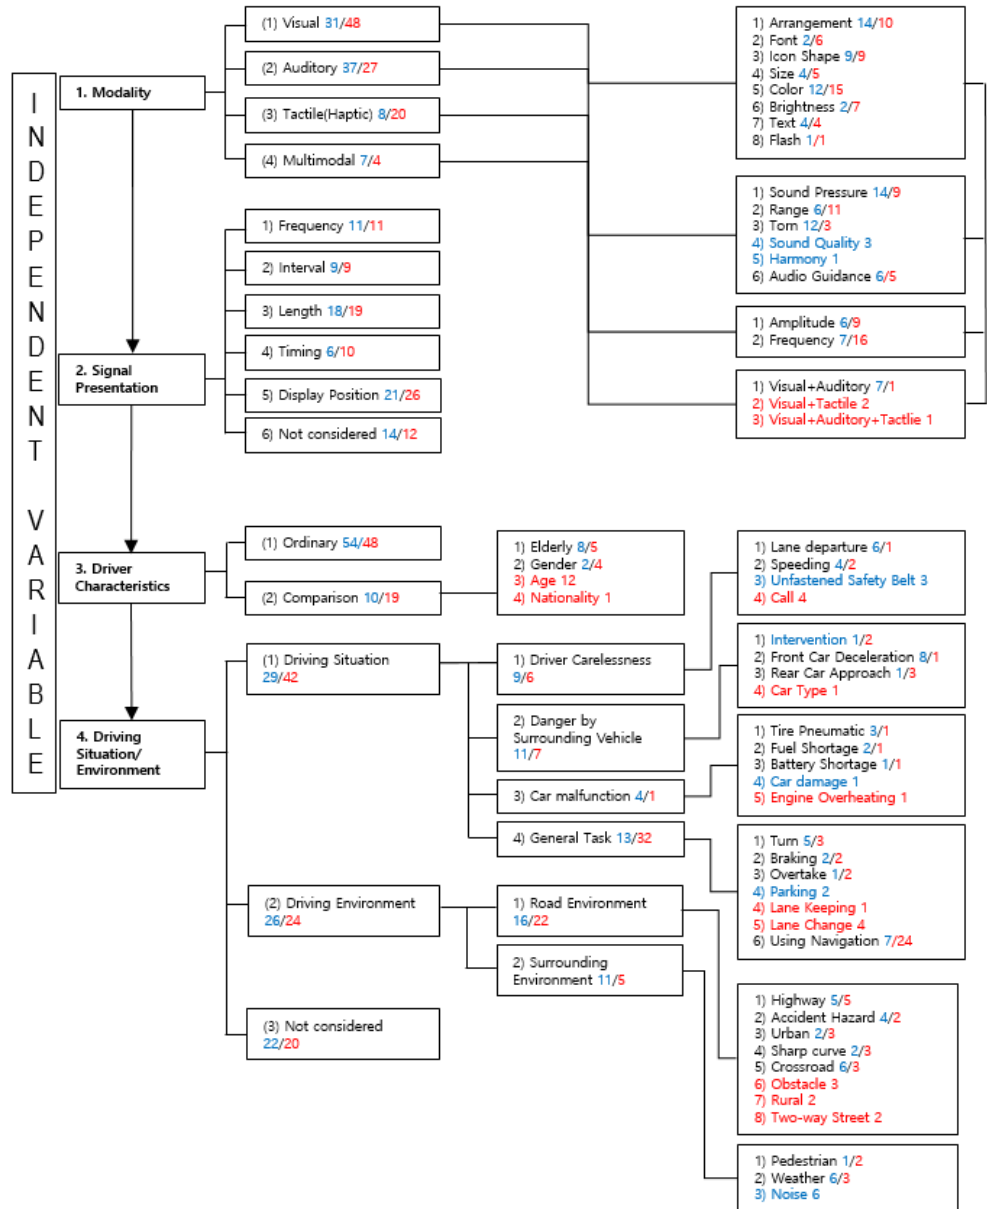 INDEPENDENT VARIABLE
1. Modality
(1) Visual 31/48
(2) Auditory 37/27
(3) Tactile(Haptic) 8/20
(4) Multimodal 7/4
1) Arrangement 14/10
2) Font 2/6
3) Icon Shape 9/9
4) Size 4/5
5) Color 12/15
6) Brightness 2/7
7) Text 4/4
8) Flash 1/1
1) Sound Pressure 14/9
2) Range 6/11
3) Torn 12/3
4) Sound Quality 3
5) Harmony 1
6) Audio Guidance 6/5
1) Amplitude 6/9
2) Frequency 7/16
1) Visual+Auditory 7/1
2) Visual+Tactile 2
3) Visual+Auditory+Tactlie 1
2. Signal
Presentation
1) Frequency 11/11
2) Interval 9/9
3) Length 18/19
4) Timing 6/10
5) Display Position 21/26
6) Not considered 14/12
3. Driver
Characteristics
(1) Ordinary 54/48
(2) Comparison 10/19
1) Elderly 8/5
2) Gender 2/4
3) Age 12
4) Nationality 1
4. Driving
Situation/
Environment
(1) Driving Situation
29/42
1) Driver Carelessness
9/6
1) Lane departure 6/1
2) Speeding 4/2
3) Unfastened Safety Belt 3
4) Call 4
2) Danger by
Surrounding Vehicle
11/7
1) Intervention 1/2
2) Front Car Deceleration 8/1
3) Rear Car Approach 1/3
4) Car Type 1
3) Car malfunction 4/1
1) Tire Pneumatic 3/1
2) Fuel Shortage 2/1
3) Battery Shortage 1/1
4) Car damage 1
5) Engine Overheating 1
4) General Task 13/32
1) Turn 5/3
2) Braking 2/2
3) Overtake 1/2
4) Parking 2
4) Lane Keeping 1
5) Lane Change 4
6) Using Navigation 7/24
(2) Driving Environment
26/24
1) Road Environment
16/22
1) Highway 5/5
2) Accident Hazard 4/2
3) Urban 2/3
4) Sharp curve 2/3
5) Crossroad 6/3
6) Obstacle 3
7) Rural 2
8) Two-way Street 2
2) Surrounding
Environment 11/5
1) Pedestrian 1/2
2) Weather 6/3
3) Noise 6
(3) Not considered
22/20